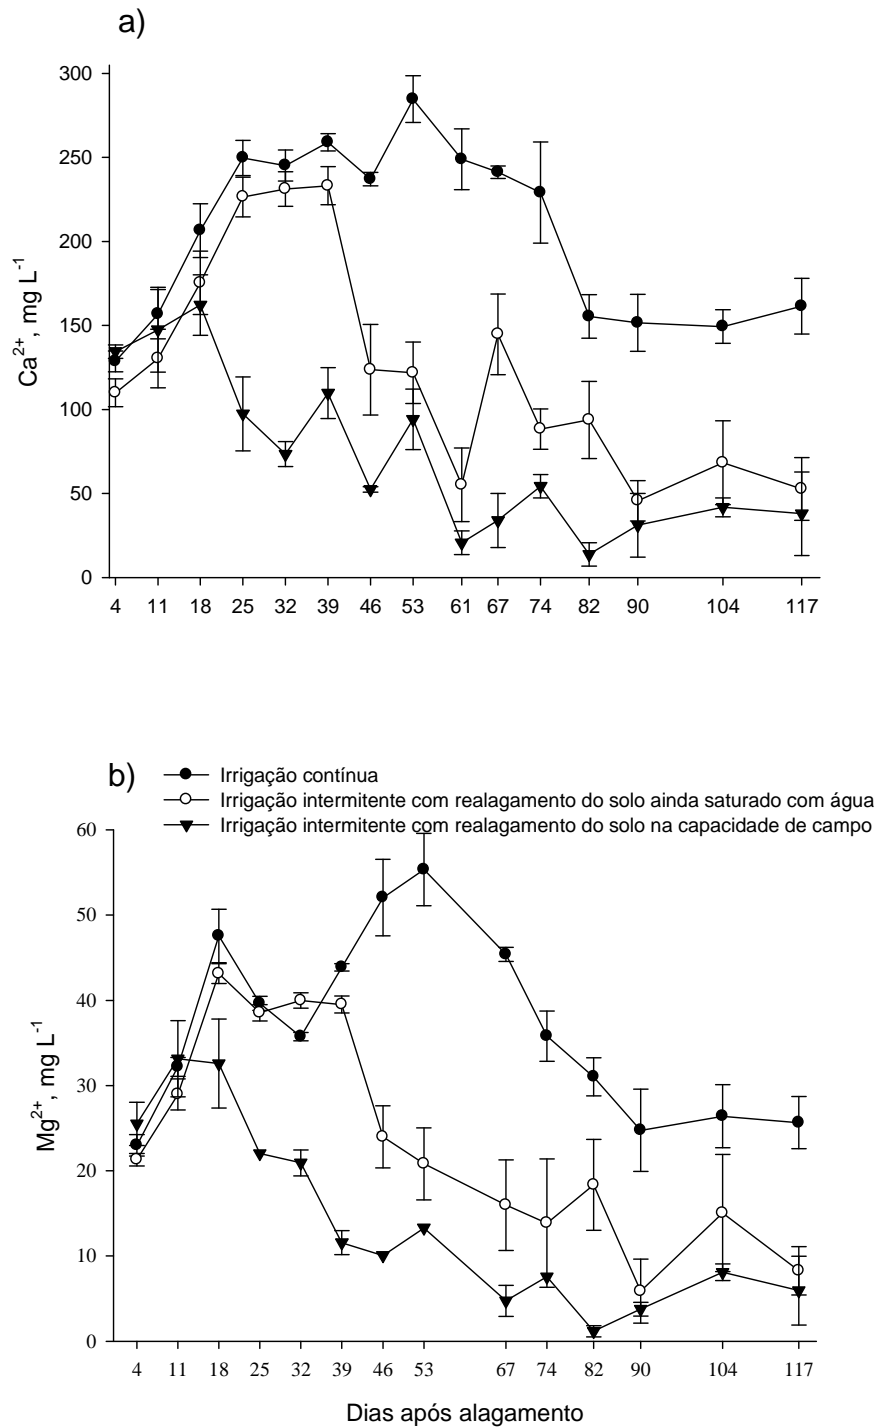 a)
300
250
200
150
100
50
0
Ca²⁺, mg L⁻¹
4 11 18 25 32 39 46 53 61 67 74 82 90 104 117
b)
Irrigação contínua
Irrigação intermitente com realagamento do solo ainda saturado com água
Irrigação intermitente com realagamento do solo na capacidade de campo
60
50
40
30
20
10
0
Mg²⁺, mg L⁻¹
4 11 18 25 32 39 46 53 67 74 82 90 104 117
Dias após alagamento